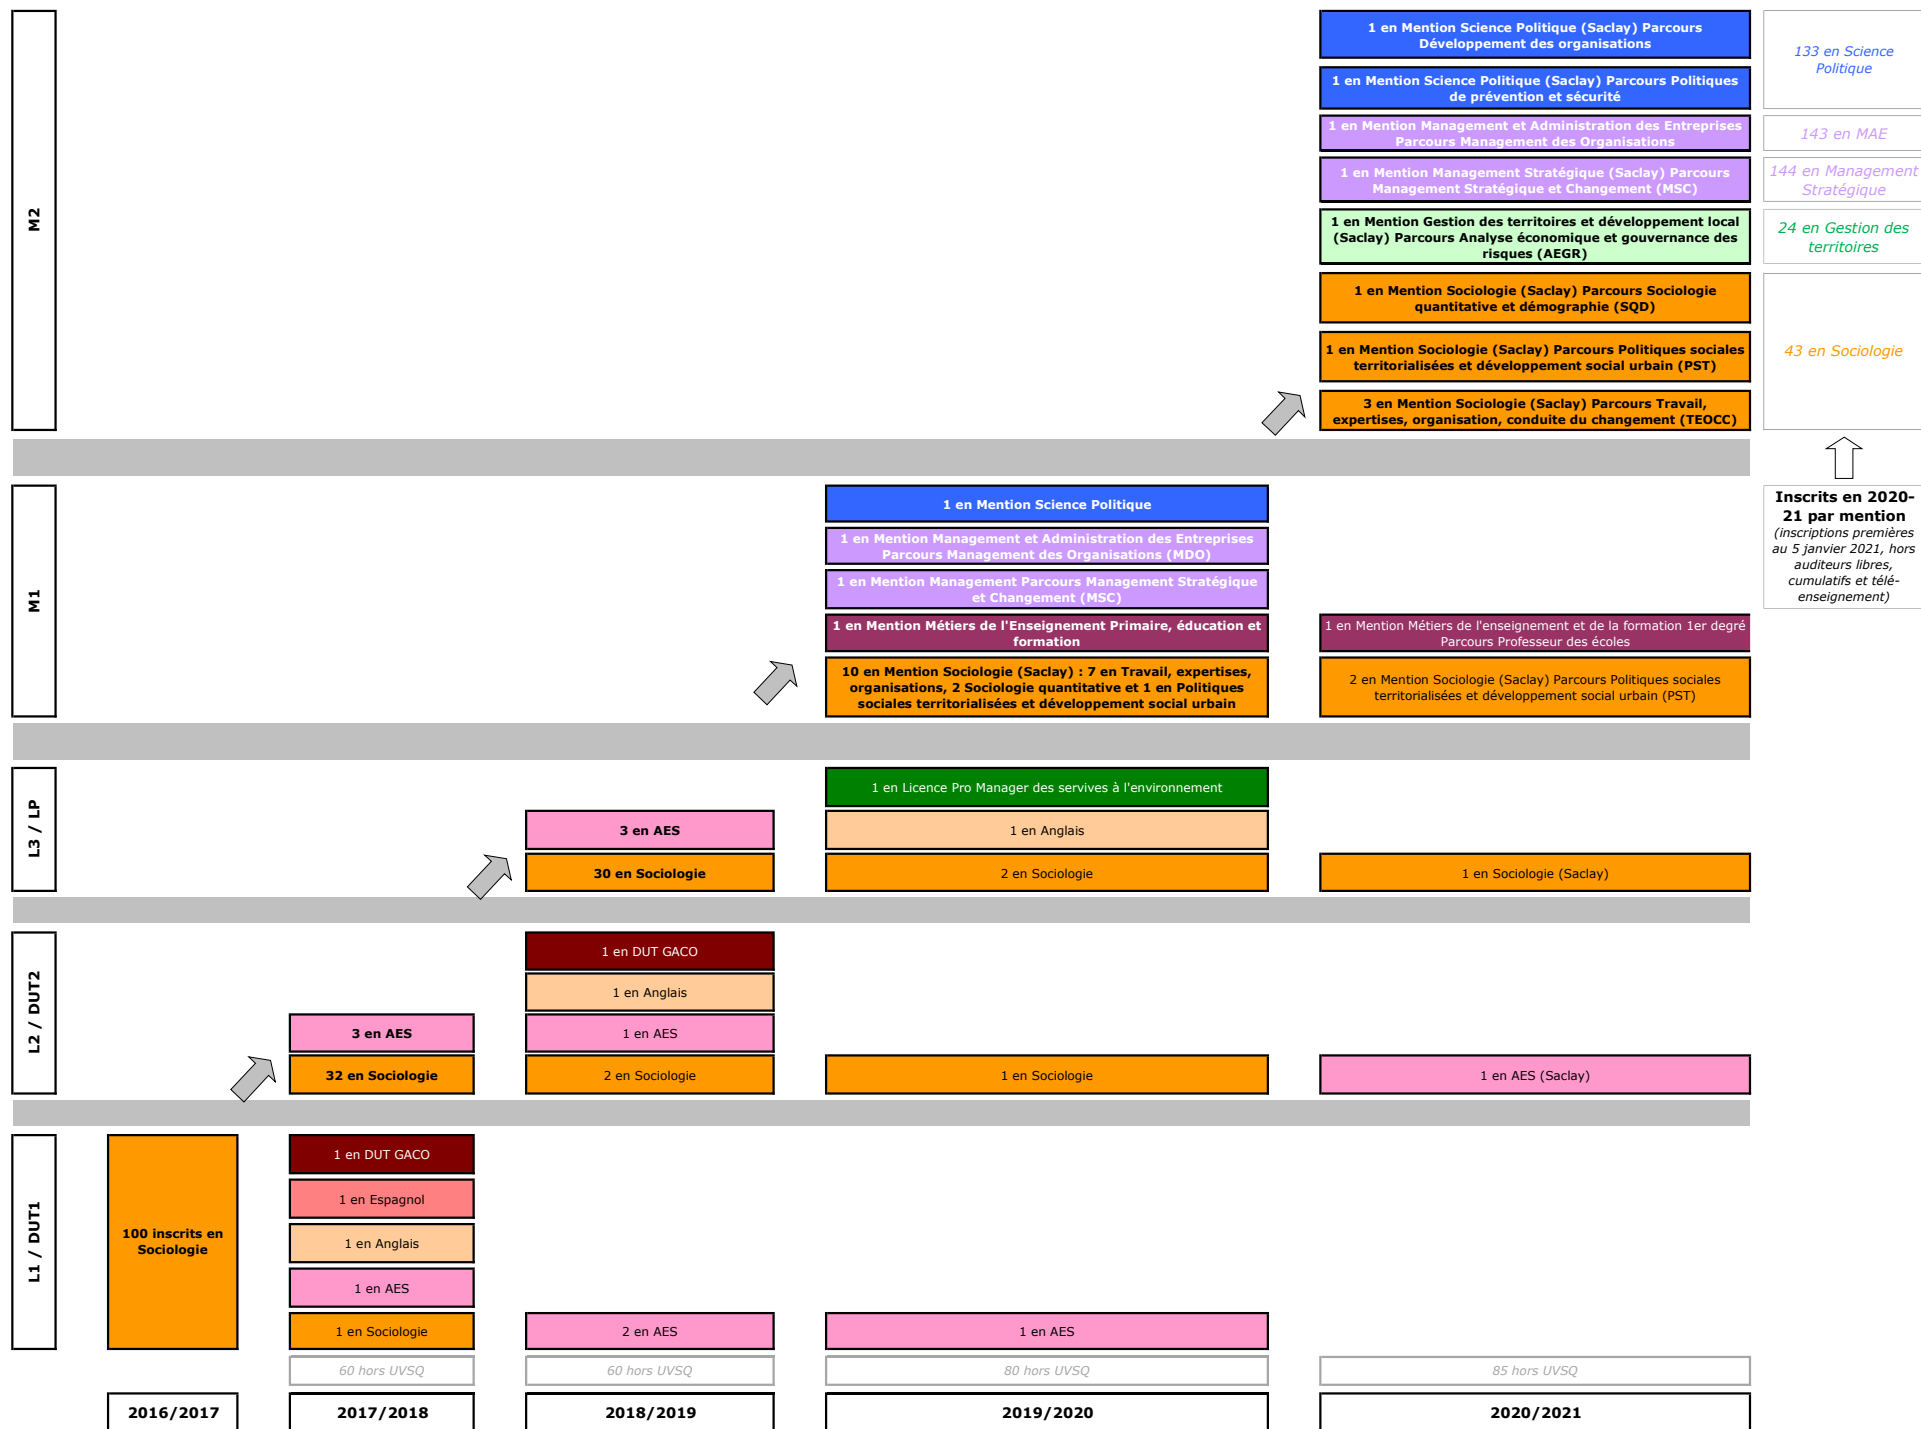 M2
1 en Mention Science Politique (Saclay) Parcours
Développement des organisations
133 en Science
Politique
1 en Mention Science Politique (Saclay) Parcours Politiques
de prévention et sécurité
1 en Mention Management et Administration des Entreprises
Parcours Management des Organisations
143 en MAE
1 en Mention Management Stratégique (Saclay) Parcours
Management Stratégique et Changement (MSC)
144 en Management
Stratégique
1 en Mention Gestion des territoires et développement local
(Saclay) Parcours Analyse économique et gouvernance des
risques (AEGR)
24 en Gestion des
territoires
1 en Mention Sociologie (Saclay) Parcours Sociologie
quantitative et démographie (SQD)
1 en Mention Sociologie (Saclay) Parcours Politiques sociales
territorialisées et développement social urbain (PST)
43 en Sociologie
3 en Mention Sociologie (Saclay) Parcours Travail,
expertises, organisation, conduite du changement (TEOCC)
M1
1 en Mention Science Politique
1 en Mention Management et Administration des Entreprises
Parcours Management des Organisations (MDO)
1 en Mention Management Parcours Management Stratégique
et Changement (MSC)
1 en Mention Métiers de l'Enseignement Primaire, éducation et
formation
10 en Mention Sociologie (Saclay) : 7 en Travail, expertises,
organisations, 2 Sociologie quantitative et 1 en Politiques
sociales territorialisées et développement social urbain
1 en Mention Métiers de l'enseignement et de la formation 1er degré
Parcours Professeur des écoles
2 en Mention Sociologie (Saclay) Parcours Politiques sociales
territorialisées et développement social urbain (PST)
Inscrits en 2020-
21 par mention
(inscriptions premières
au 5 janvier 2021, hors
auditeurs libres,
cumulatifs et télé-
enseignement)
L3 / LP
3 en AES
30 en Sociologie
1 en Licence Pro Manager des servives à l'environnement
1 en Anglais
2 en Sociologie
1 en Sociologie (Saclay)
L2 / DUT2
3 en AES
32 en Sociologie
1 en DUT GACO
1 en Anglais
1 en AES
2 en Sociologie
1 en Sociologie
1 en AES (Saclay)
L1 / DUT1
100 inscrits en
Sociologie
1 en DUT GACO
1 en Espagnol
1 en Anglais
1 en AES
1 en Sociologie
2 en AES
1 en AES
60 hors UVSQ
60 hors UVSQ
80 hors UVSQ
85 hors UVSQ
2016/2017
2017/2018
2018/2019
2019/2020
2020/2021